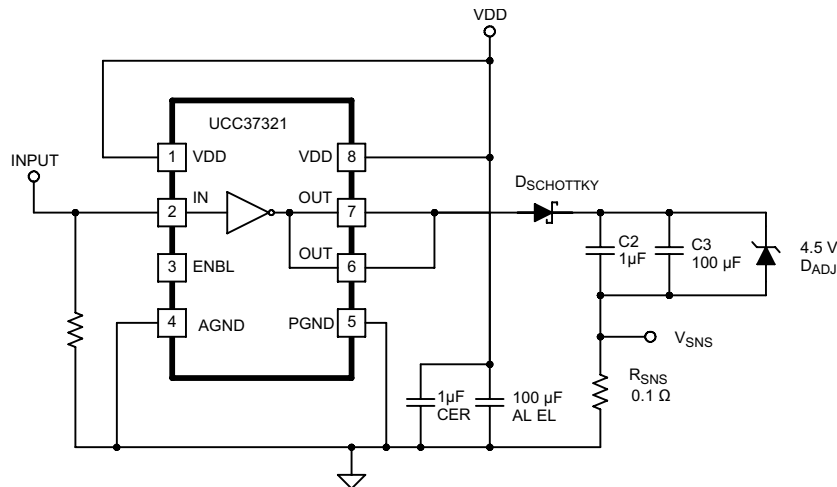 VDD
UCC37321
INPUT
1 VDD
VDD 8
2 IN
OUT 7
DSCHOTTKY
3 ENBL
OUT 6
C2
1µF
C3
100 µF
4.5 V
DADJ
4 AGND
PGND 5
VSNS
1µF
CER
100 µF
AL EL
RSNS
0.1 Ω